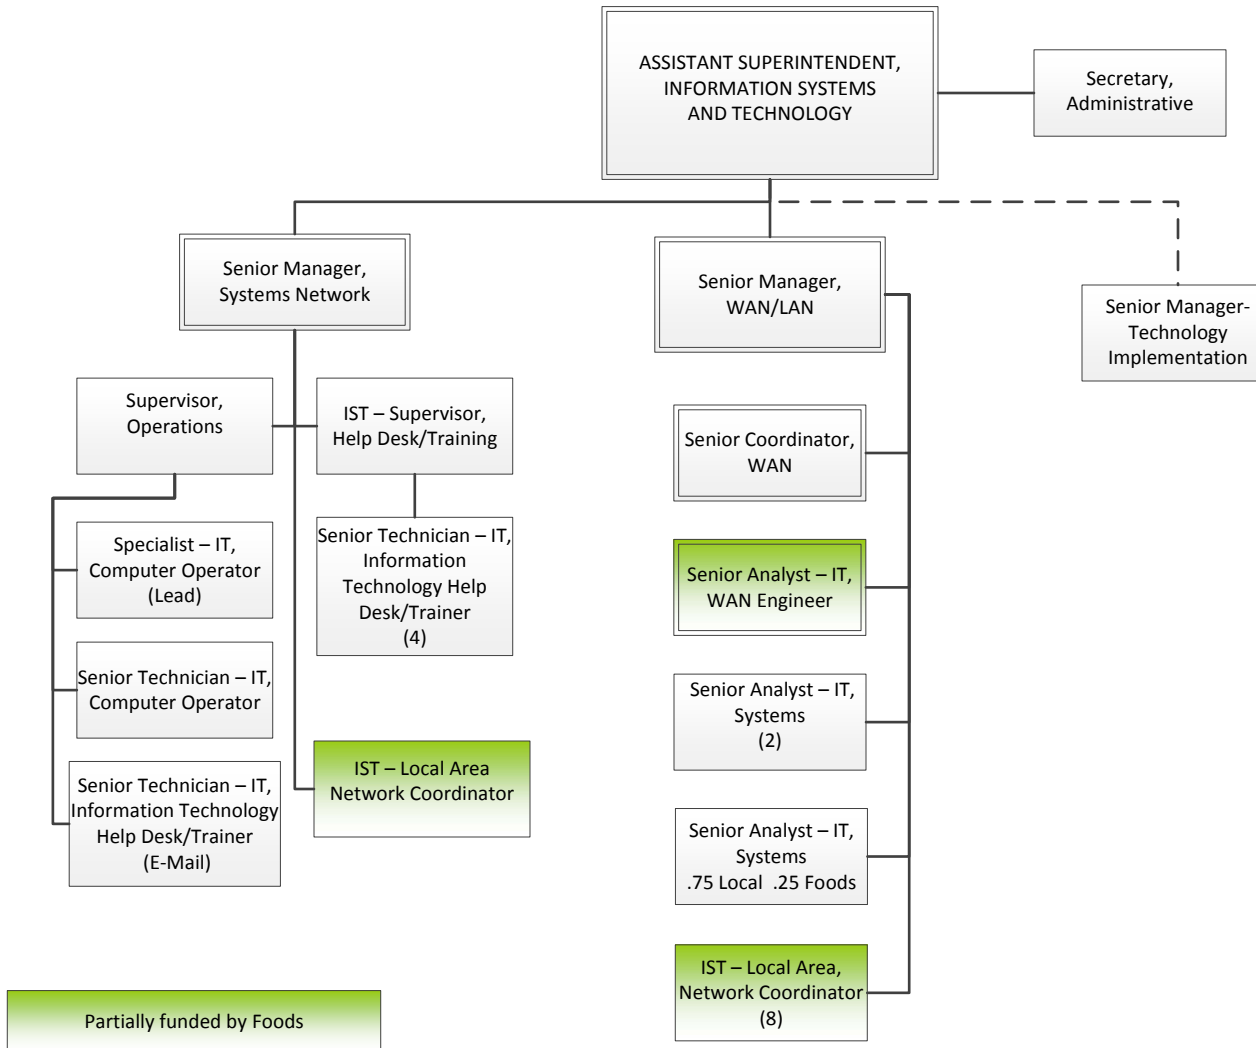 ASSISTANT SUPERINTENDENT,
INFORMATION SYSTEMS
AND TECHNOLOGY
Secretary,
Administrative
Senior Manager,
Systems Network
Senior Manager,
WAN/LAN
Senior Manager-
Technology
Implementation
Supervisor,
Operations
IST – Supervisor,
Help Desk/Training
Specialist – IT,
Computer Operator
(Lead)
Senior Technician – IT,
Computer Operator
Senior Technician – IT,
Information Technology
Help Desk/Trainer
(E-Mail)
Senior Technician – IT,
Information
Technology Help
Desk/Trainer
(4)
IST – Local Area
Network Coordinator
Senior Coordinator,
WAN
Senior Analyst – IT,
WAN Engineer
Senior Analyst – IT,
Systems
(2)
Senior Analyst – IT,
Systems
.75 Local .25 Foods
IST – Local Area,
Network Coordinator
(8)
Partially funded by Foods